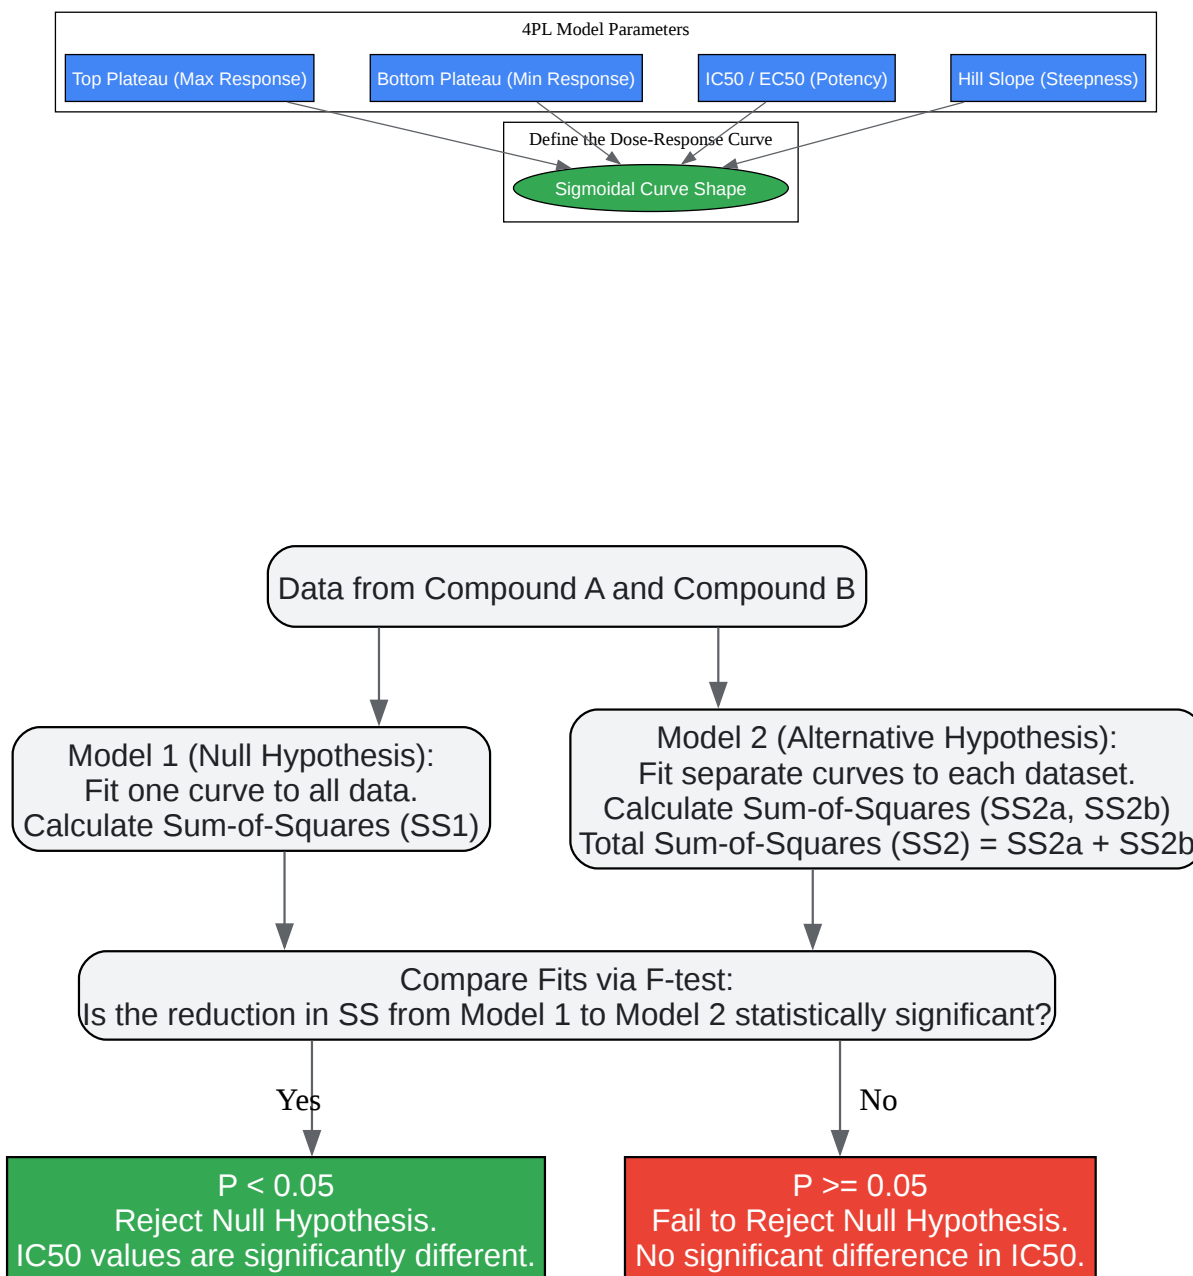 4PL Model Parameters
Top Plateau (Max Response)
Bottom Plateau (Min Response)
IC50 / EC50 (Potency)
Hill Slope (Steepness)
Define the Dose-Response Curve
Sigmoidal Curve Shape
Data from Compound A and Compound B
Model 1 (Null Hypothesis):
Fit one curve to all data.
Calculate Sum-of-Squares (SS1)
Model 2 (Alternative Hypothesis):
Fit separate curves to each dataset.
Calculate Sum-of-Squares (SS2a, SS2b)
Total Sum-of-Squares (SS2) = SS2a + SS2b
Compare Fits via F-test:
Is the reduction in SS from Model 1 to Model 2 statistically significant?
Yes
No
P < 0.05
Reject Null Hypothesis.
IC50 values are significantly different.
P >= 0.05
Fail to Reject Null Hypothesis.
No significant difference in IC50.